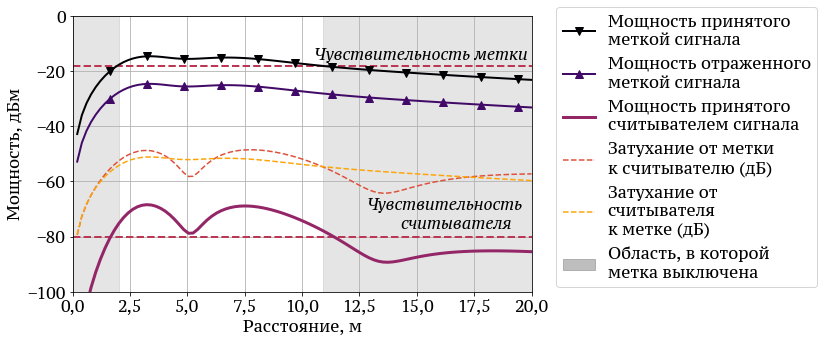 0
−20
−40
−60
−80
−100
Мощность, дБм
0,0
2,5
5,0
7,5
10,0
12,5
15,0
17,5
20,0
Расстояние, м
Чувствительность метки
Чувствительность
считывателя
Мощность принятого
меткой сигнала
Мощность отраженного
меткой сигнала
Мощность принятого
считывателем сигнала
Затухание от метки
к считывателю (дБ)
Затухание от
считывателя
к метке (дБ)
Область, в которой
метка выключена